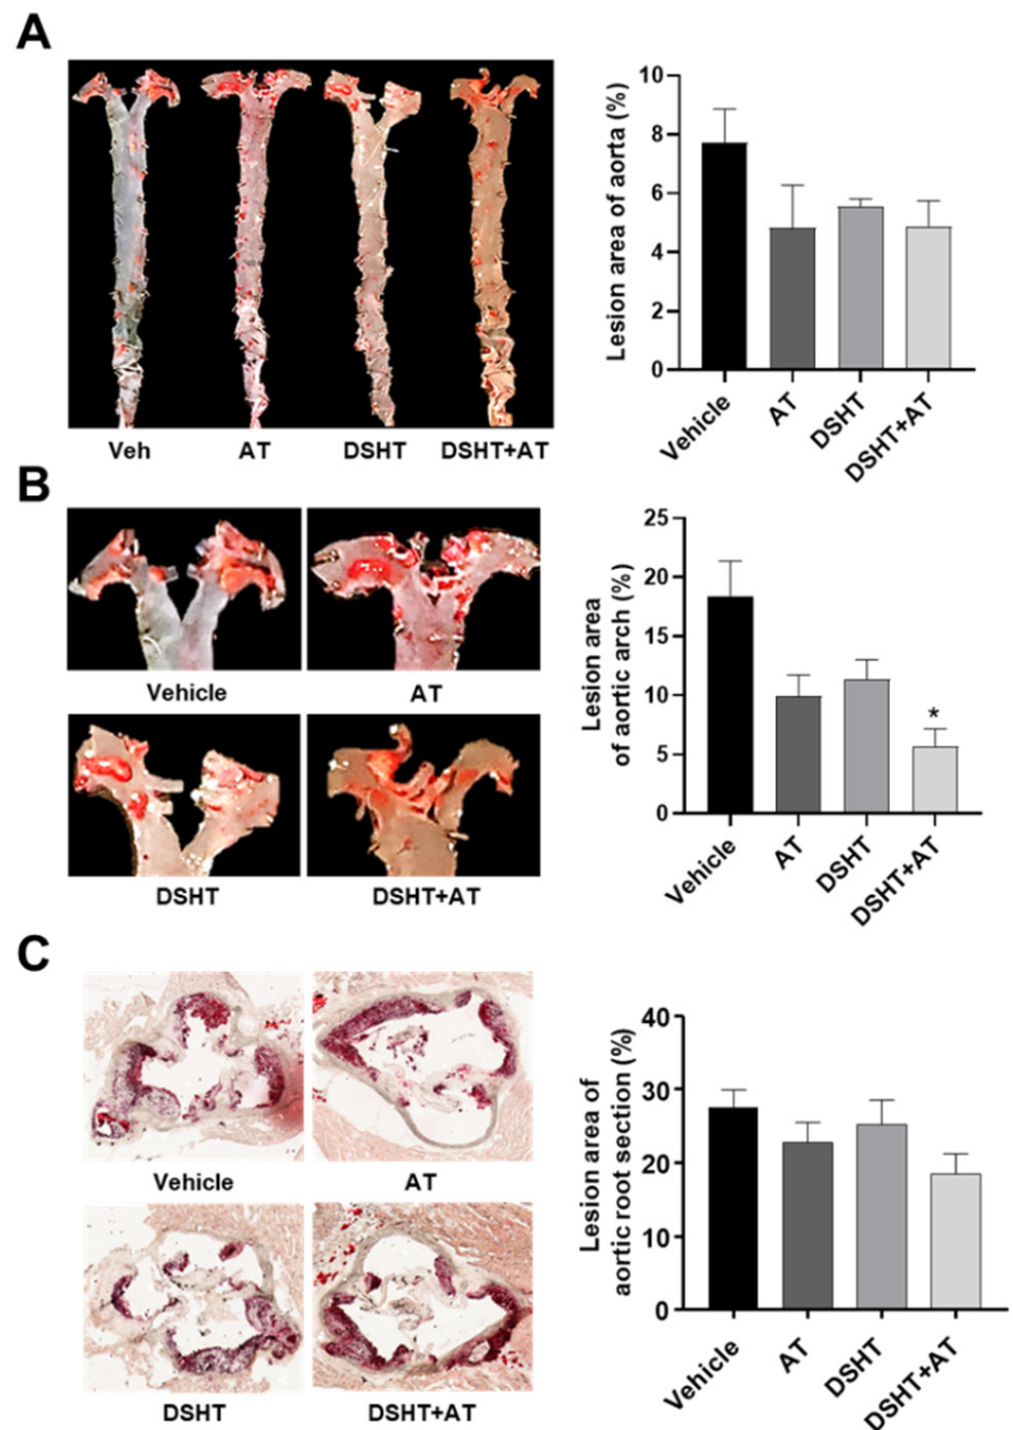 A
Veh AT DSHT DSHT+AT
Lesion area of aorta (%)
10
8
6
4
2
0
Vehicle AT DSHT DSHT+AT
B
Vehicle AT
DSHT DSHT+AT
Lesion area
of aortic arch (%)
25
20
15
10
5
0
*
Vehicle AT DSHT DSHT+AT
C
Vehicle AT
DSHT DSHT+AT
Lesion area of
aortic root section (%)
40
30
20
10
0
Vehicle AT DSHT DSHT+AT